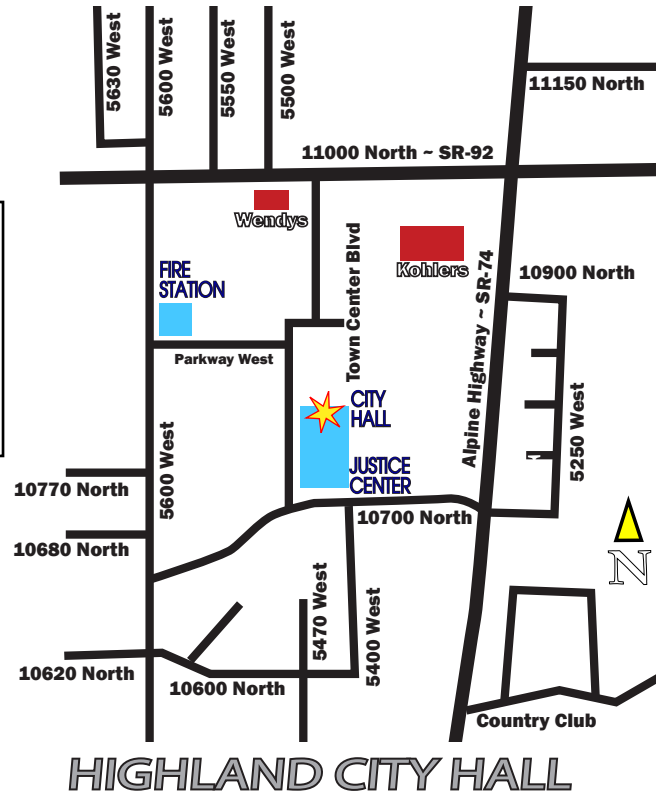 5630 West
5600 West
5550 West
5500 West
11150 North
11000 North ~ SR-92
Wendys
Town Center Blvd
Kohlers
Alpine Highway ~ SR-74
10900 North
FIRE
STATION
Parkway West
CITY
HALL
JUSTICE
CENTER
5250 West
5600 West
10770 North
10700 North
10680 North
N
5470 West
5400 West
10620 North
10600 North
Country Club
HIGHLAND CITY HALL